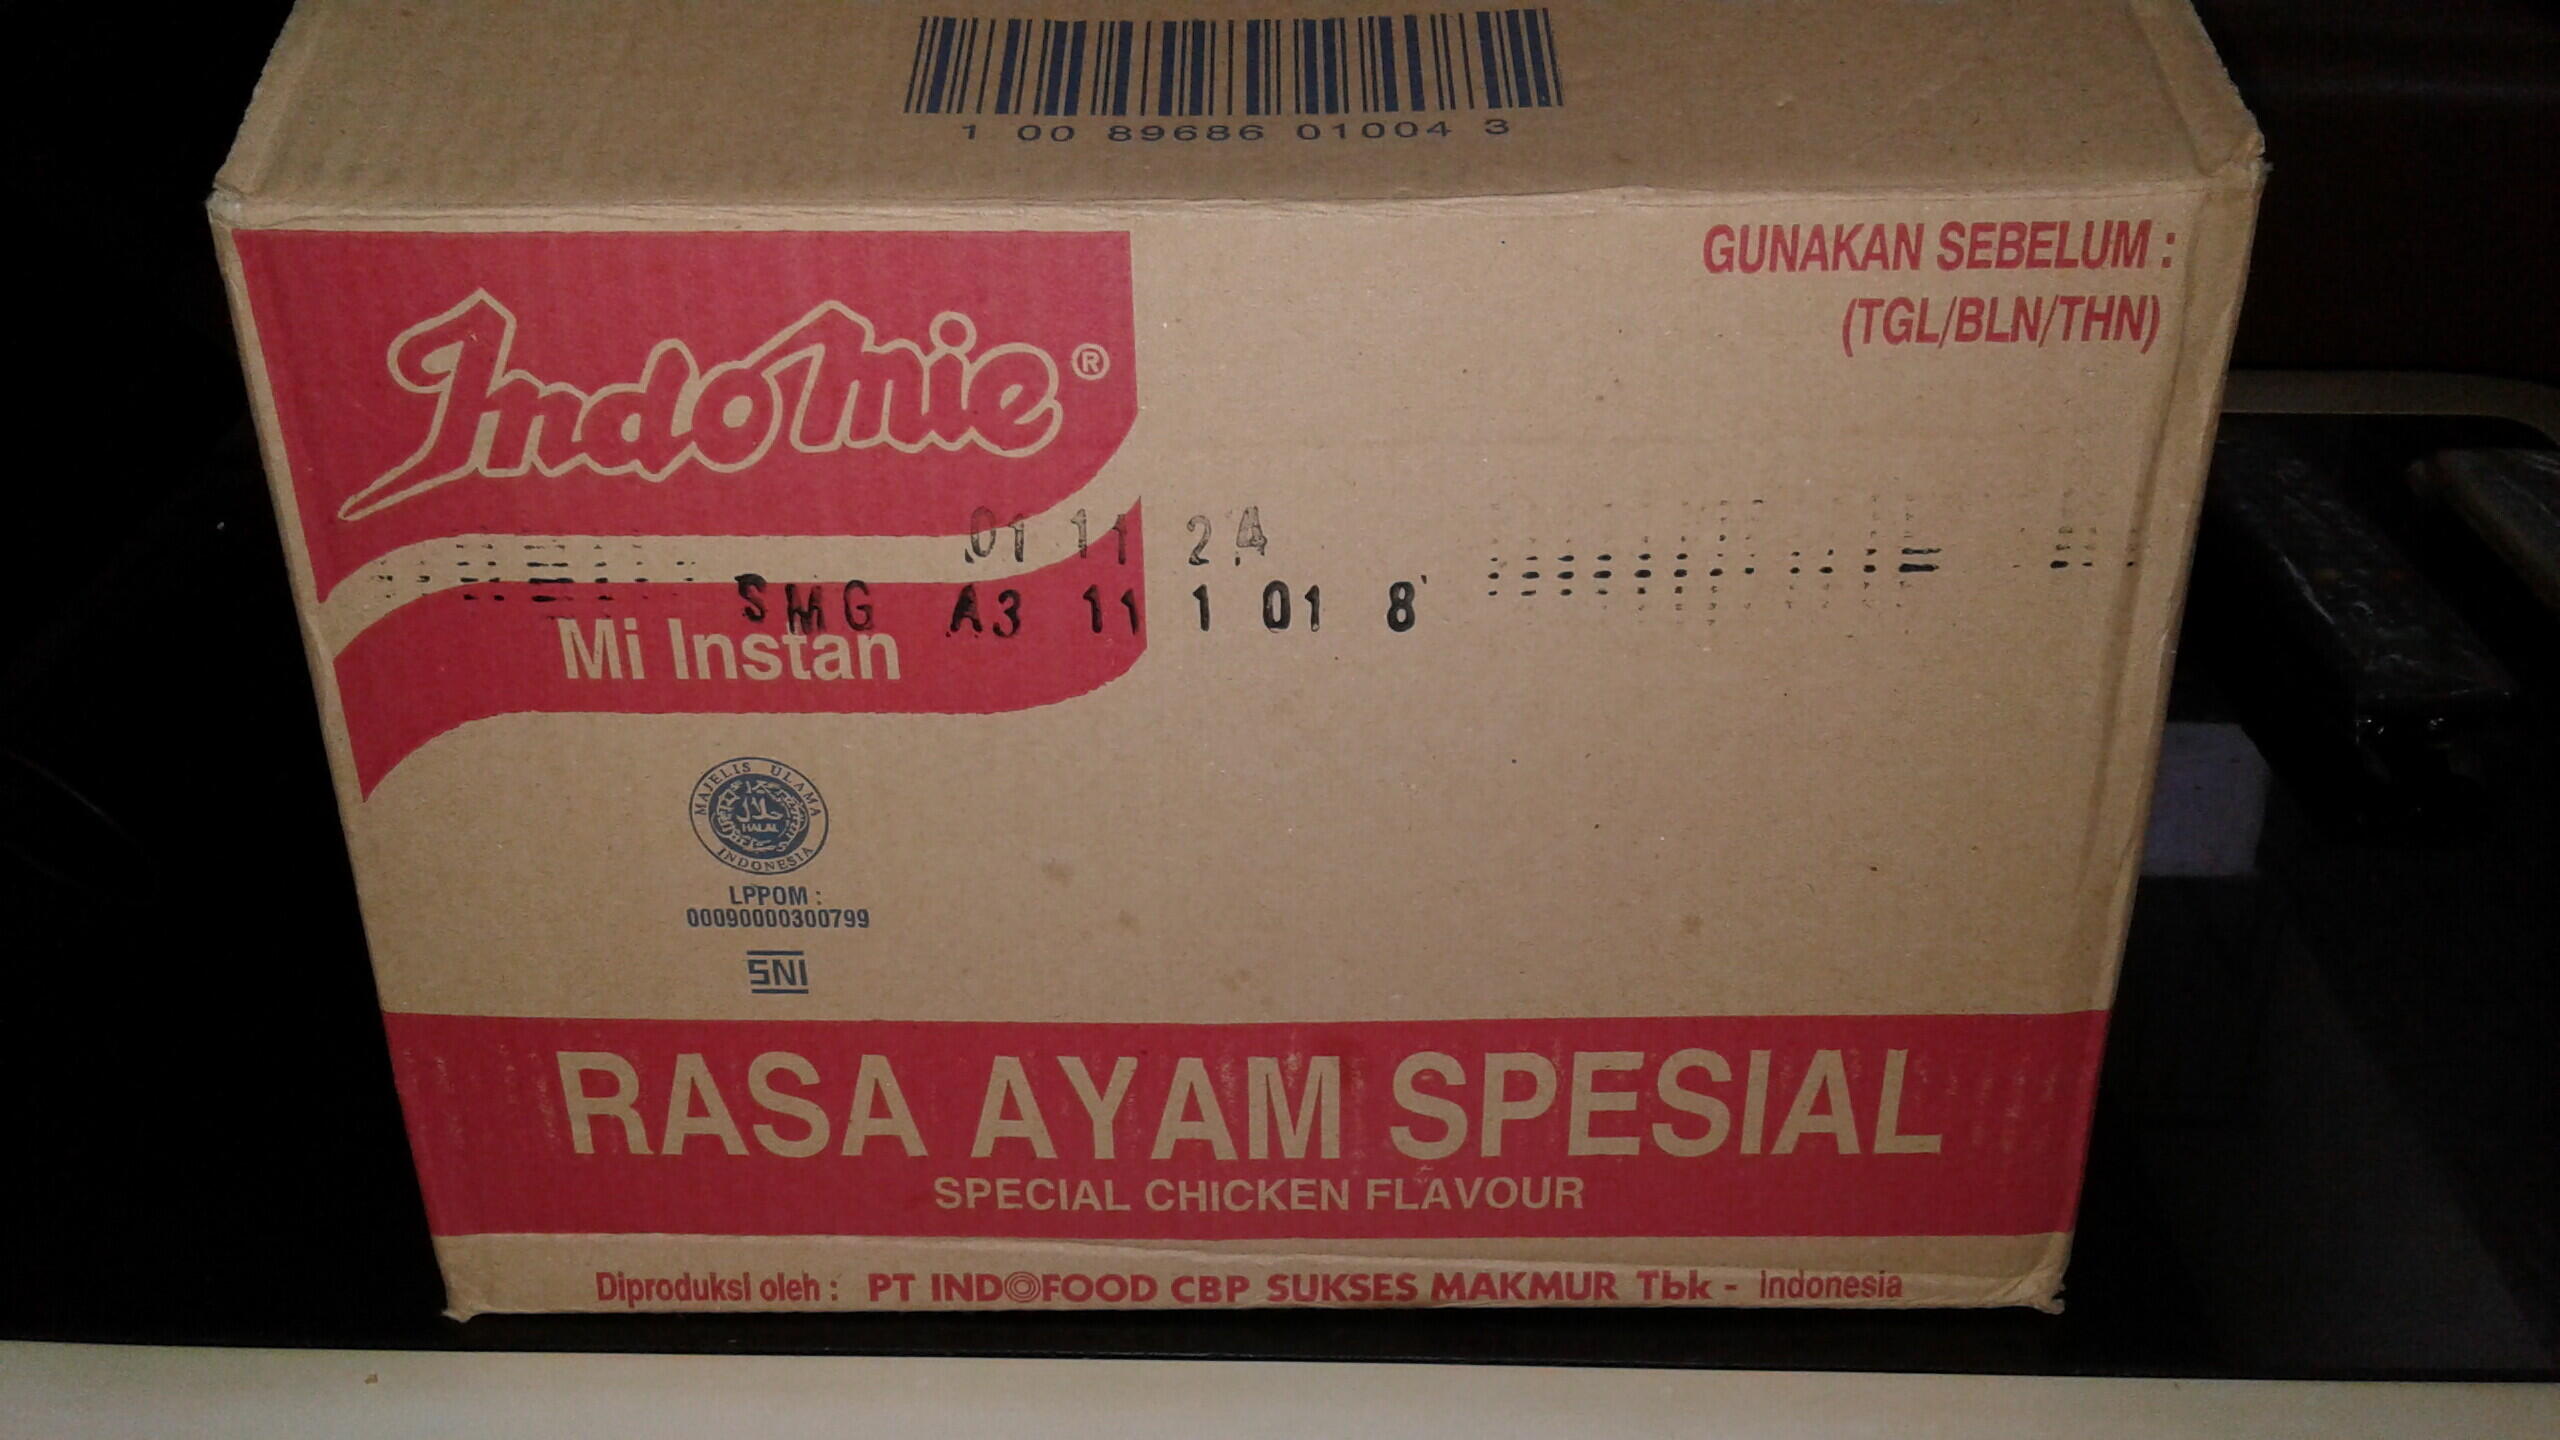 1 00 89686 01004 3
GUNAKAN SEBELUM :
(TGL/BLN/THN)
Indomie®
01 11 24
SMG A3 11 1 01 8
Mi Instan
MAJELIS ULAMA
حلال
HALAL
INDONESIA
LPPOM :
00090000300799
SNI
RASA AYAM SPESIAL
SPECIAL CHICKEN FLAVOUR
Diproduksi oleh : PT INDOFOOD CBP SUKSES MAKMUR Tbk - Indonesia